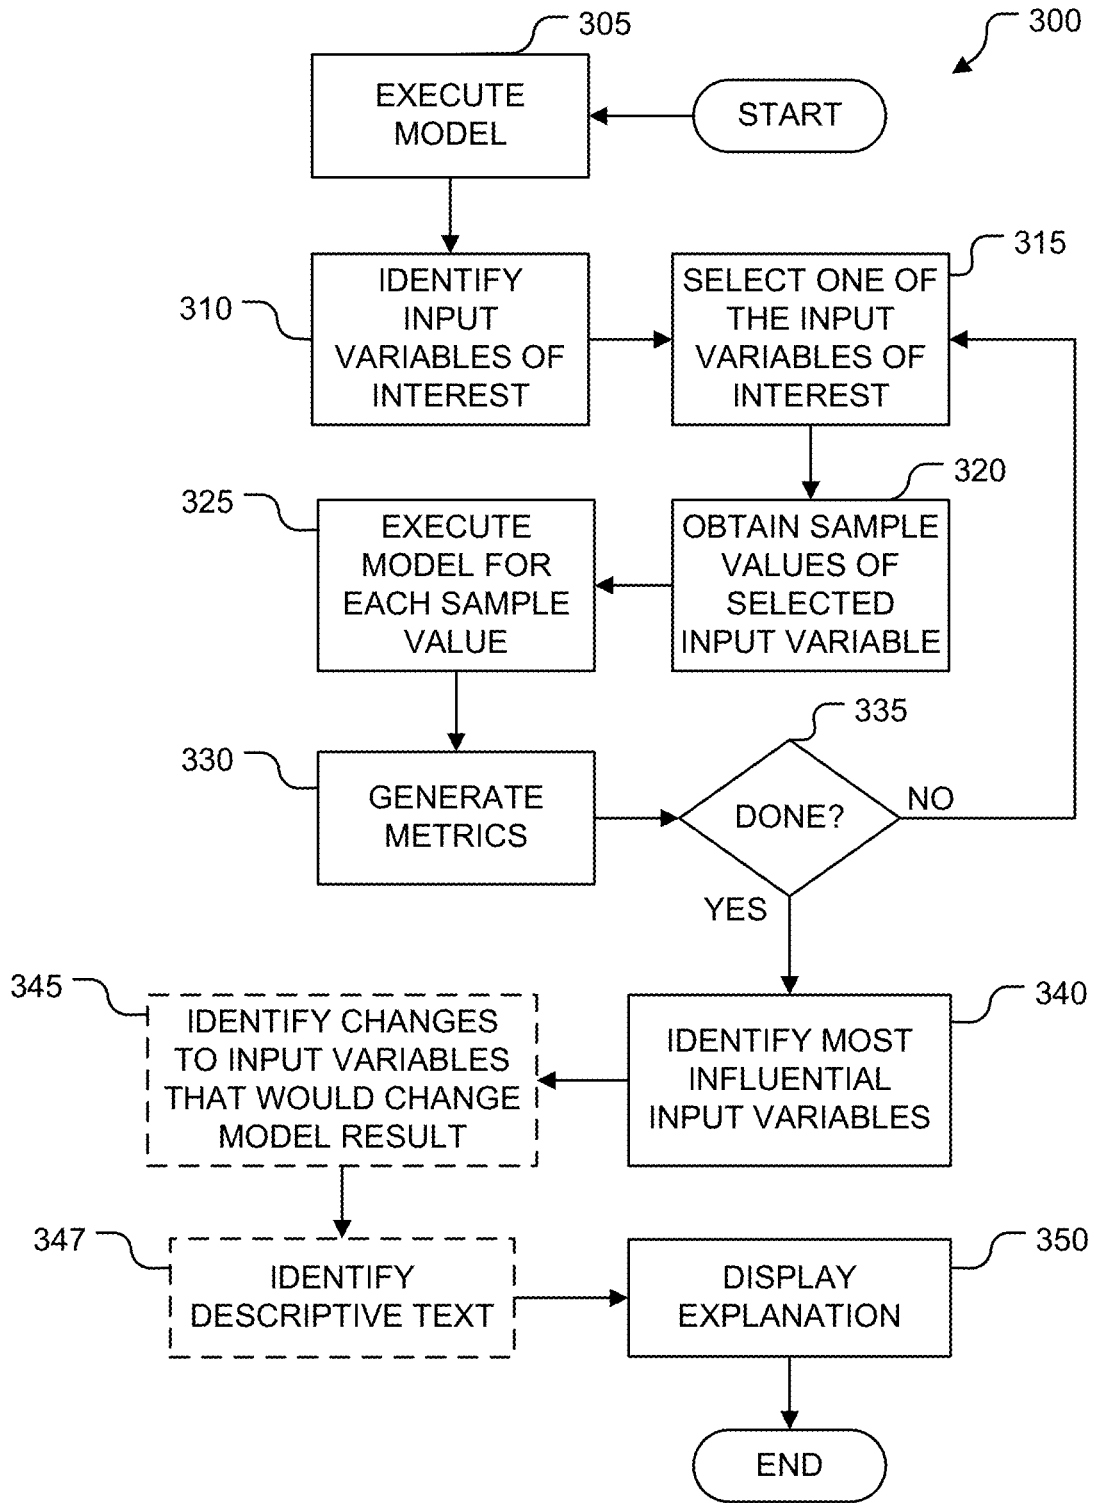 300
START
305
EXECUTE
MODEL
310
IDENTIFY
INPUT
VARIABLES OF
INTEREST
315
SELECT ONE OF
THE INPUT
VARIABLES OF
INTEREST
320
OBTAIN SAMPLE
VALUES OF
SELECTED
INPUT VARIABLE
325
EXECUTE
MODEL FOR
EACH SAMPLE
VALUE
330
GENERATE
METRICS
335
DONE?
NO
YES
340
IDENTIFY MOST
INFLUENTIAL
INPUT VARIABLES
345
IDENTIFY CHANGES
TO INPUT VARIABLES
THAT WOULD CHANGE
MODEL RESULT
347
IDENTIFY
DESCRIPTIVE TEXT
350
DISPLAY
EXPLANATION
END